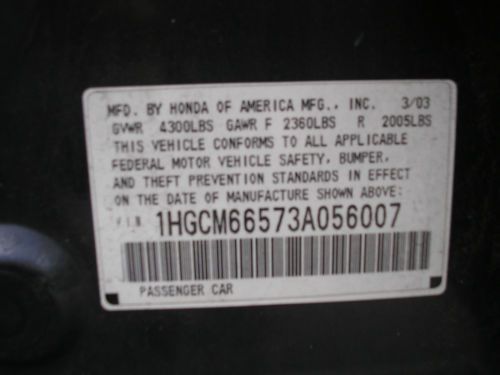 MFD. BY HONDA OF AMERICA MFG., INC. 3/03
GVWR 4300LBS GAWR F 2360LBS R 2005LBS
THIS VEHICLE CONFORMS TO ALL APPLICABLE
FEDERAL MOTOR VEHICLE SAFETY, BUMPER,
AND THEFT PREVENTION STANDARDS IN EFFECT
ON THE DATE OF MANUFACTURE SHOWN ABOVE:
V.I.N. 1HGCM66573A056007
PASSENGER CAR